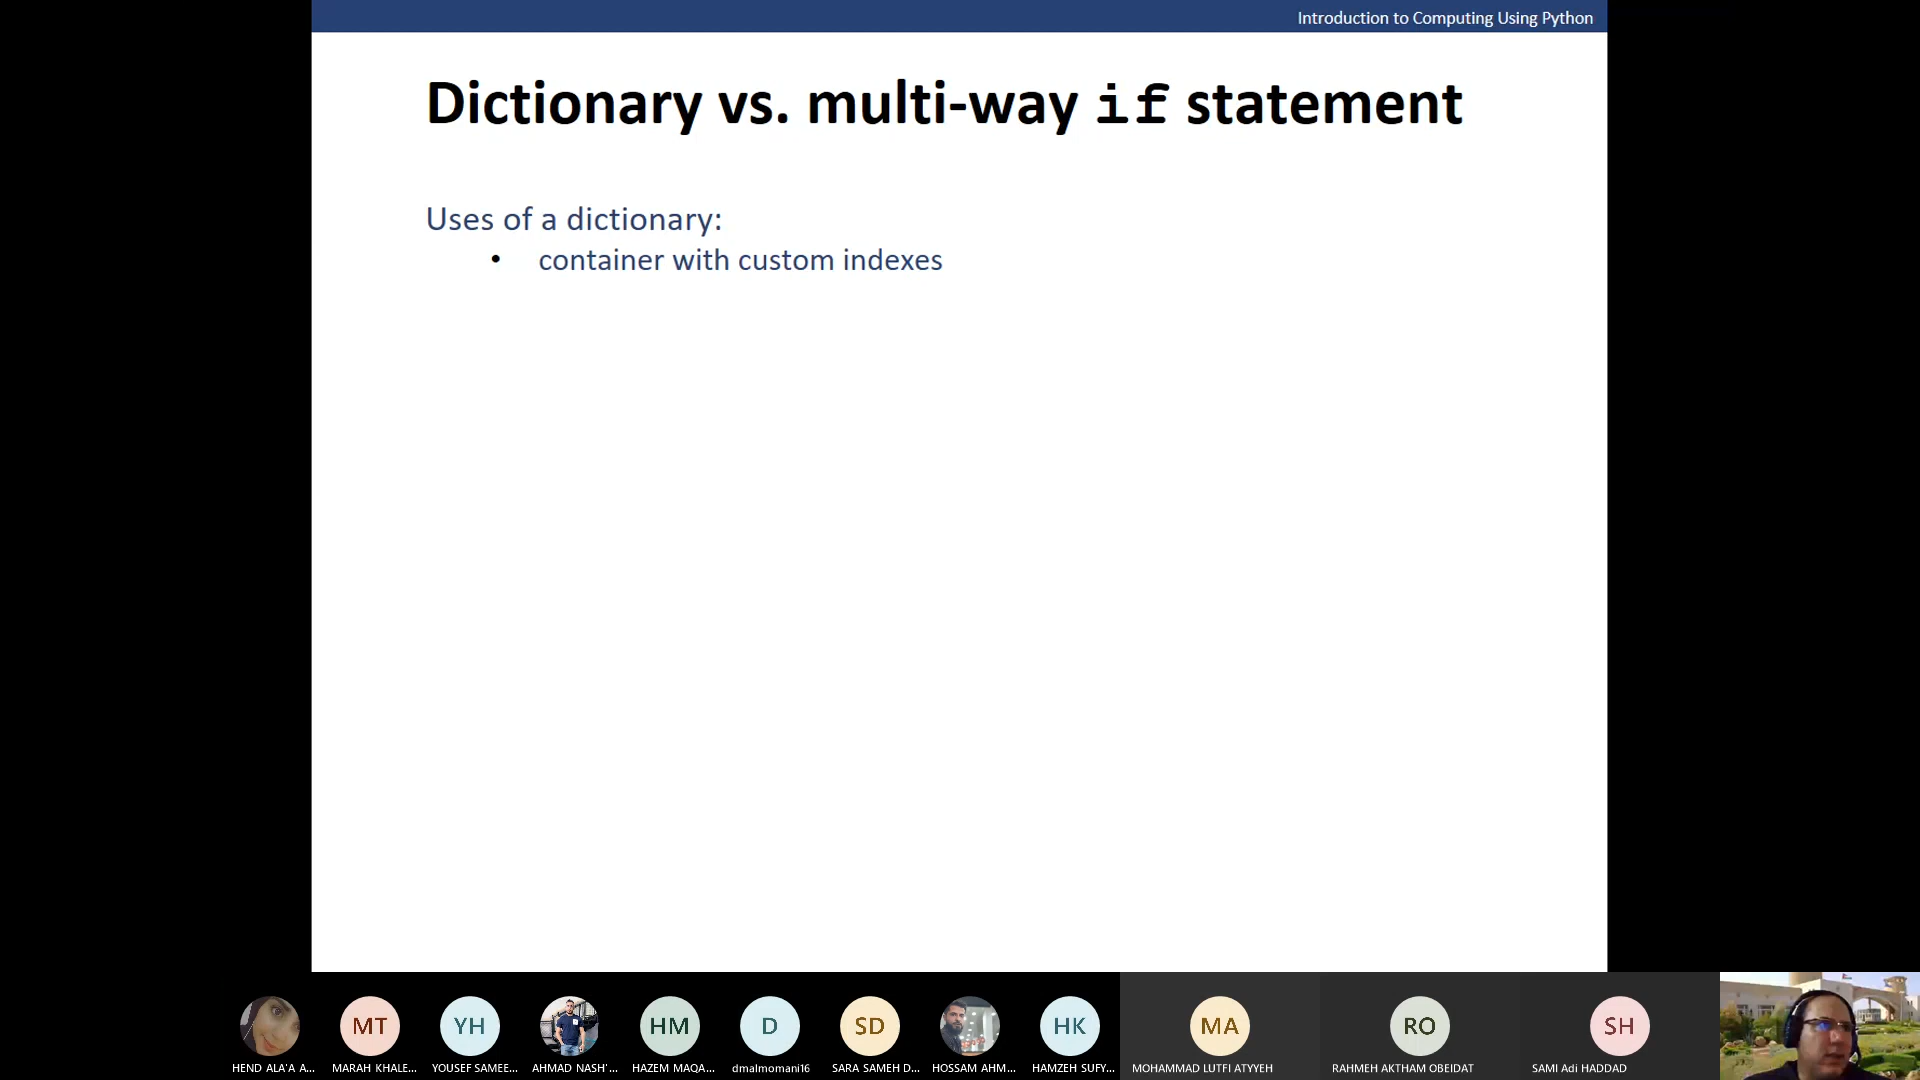 Introduction to Computing Using Python
Dictionary vs. multi-way if statement
Uses of a dictionary:
• container with custom indexes
MT YH HM D SD HK MA RO SH
HEND ALA'A A... MARAH KHALE... YOUSEF SAMEE... AHMAD NASH'... HAZEM MAQA... dmalmomani16 SARA SAMEH D... HOSSAM AHM... HAMZEH SUFY... MOHAMMAD LUTFI ATYYEH RAHMEH AKTHAM OBEIDAT SAMI Adi HADDAD